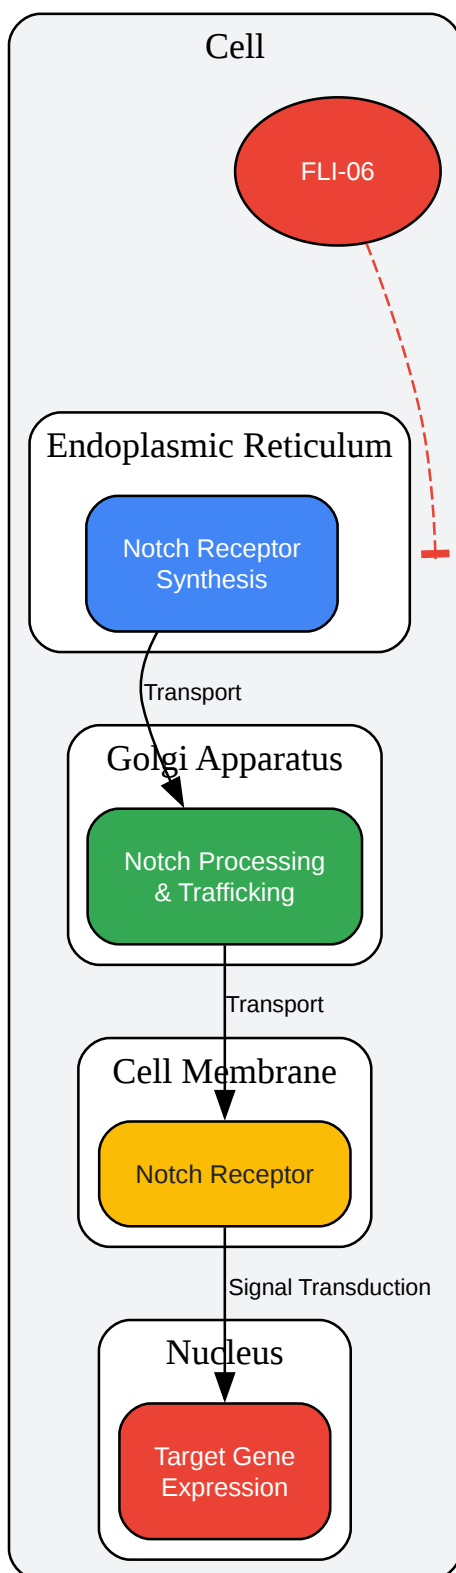 Cell
FLI-06
Endoplasmic Reticulum
Notch Receptor
Synthesis
Transport
Golgi Apparatus
Notch Processing
& Trafficking
Transport
Cell Membrane
Notch Receptor
Signal Transduction
Nucleus
Target Gene
Expression